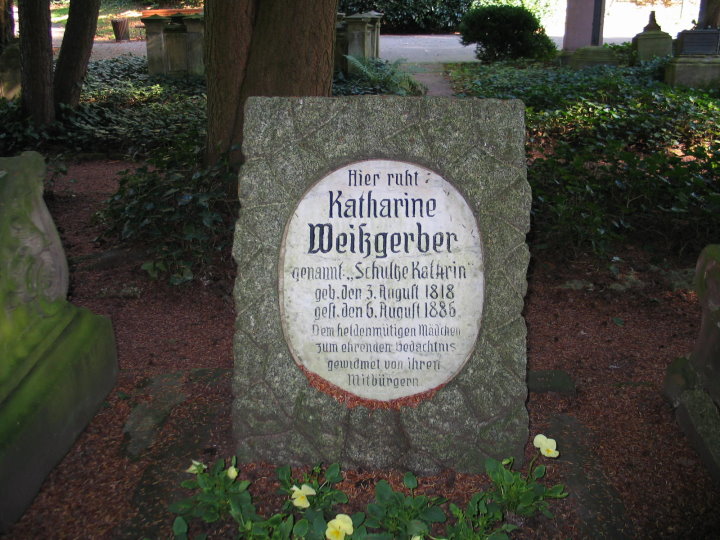 Hier ruht
Katharine
Weißgerber
genannt „Schultze Kathrin"
geb. den 3. August 1818
gest. den 6. August 1886.
Dem heldenmütigen Mädchen
zum ehrenden Gedächtnis
gewidmet von ihren
Mitbürgern